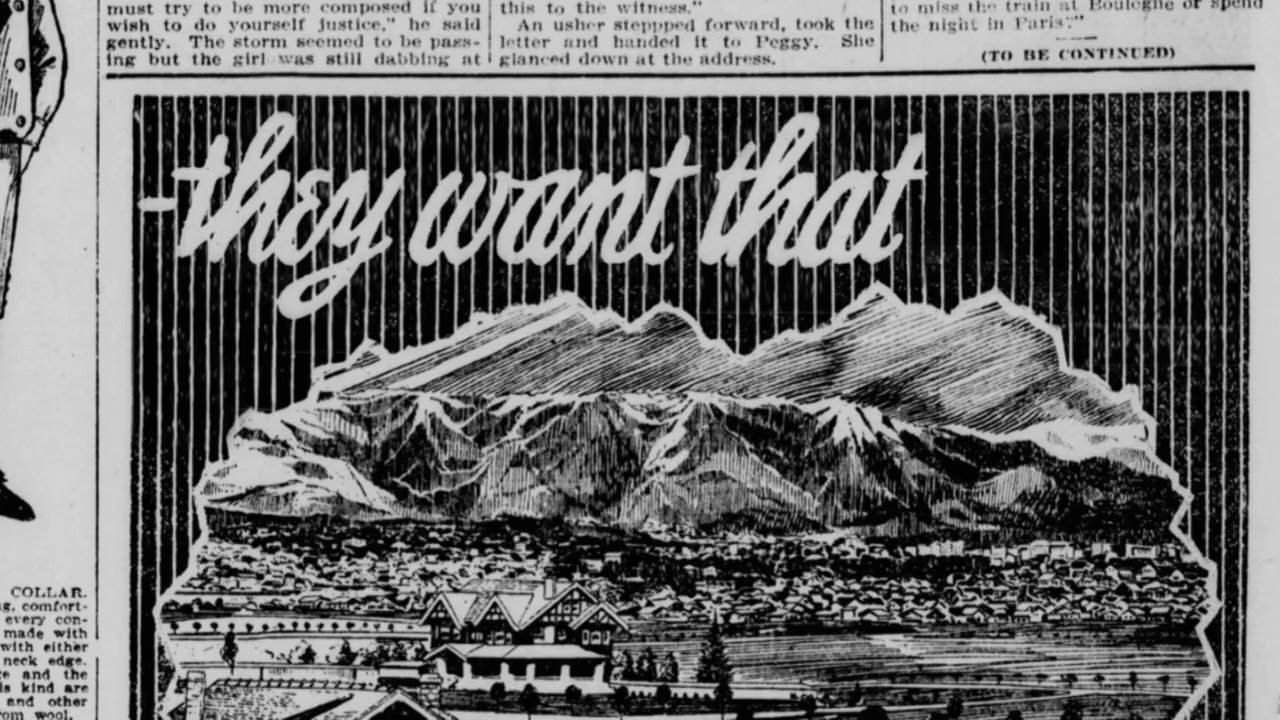 must try to be more composed if you
wish to do yourself justice," he said
gently. The storm seemed to be pass-
ing but the girl was still dabbing at
this to the witness."
An usher steppped forward, took the
letter and handed it to Peggy. She
glanced down at the address.
to miss the train at Boulogne or spend
the night in Paris?"
(TO BE CONTINUED)
-they want that
COLLAR.
comfort-
every con-
made with
with either
neck edge.
and the
kind are
and other
wool.